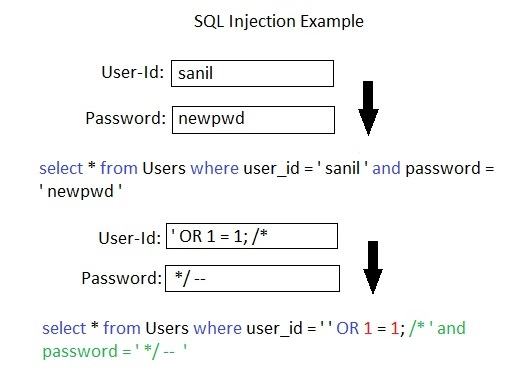 SQL Injection Example
User-Id: sanil
Password: newpwd
select * from Users where user_id = ' sanil ' and password =
' newpwd '
User-Id: ' OR 1 = 1; /*
Password: */ --
select * from Users where user_id = ' ' OR 1 = 1; /* ' and
password = ' */ -- '